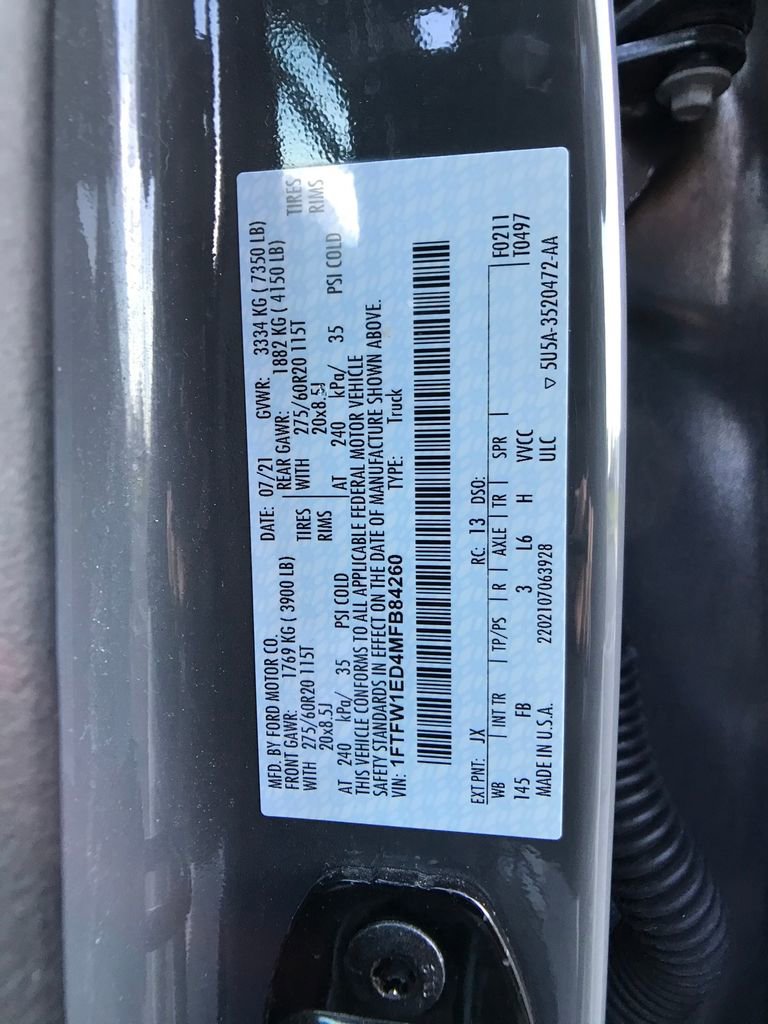 MFD. BY FORD MOTOR CO.
DATE: 07/21 GVWR: 3334 KG ( 7350 LB)
FRONT GAWR: 1769 KG ( 3900 LB) REAR GAWR: 1882 KG ( 4150 LB)
WITH 275/60R20 115T TIRES WITH 275/60R20 115T TIRES
20x8.5J RIMS 20x8.5J RIMS
AT 240 kPa/ 35 PSI COLD AT 240 kPa/ 35 PSI COLD
THIS VEHICLE CONFORMS TO ALL APPLICABLE FEDERAL MOTOR VEHICLE
SAFETY STANDARDS IN EFFECT ON THE DATE OF MANUFACTURE SHOWN ABOVE.
VIN: 1FTFW1ED4MFB84260 TYPE: Truck
EXT PNT: JX RC: 13 DSO:
WB INT TR TP/PS R AXLE TR SPR F0211
145 FB 3 L6 H VVCC T0497
MADE IN U.S.A. 2202107063928 ULC ▽ 5U5A-3520472-AA